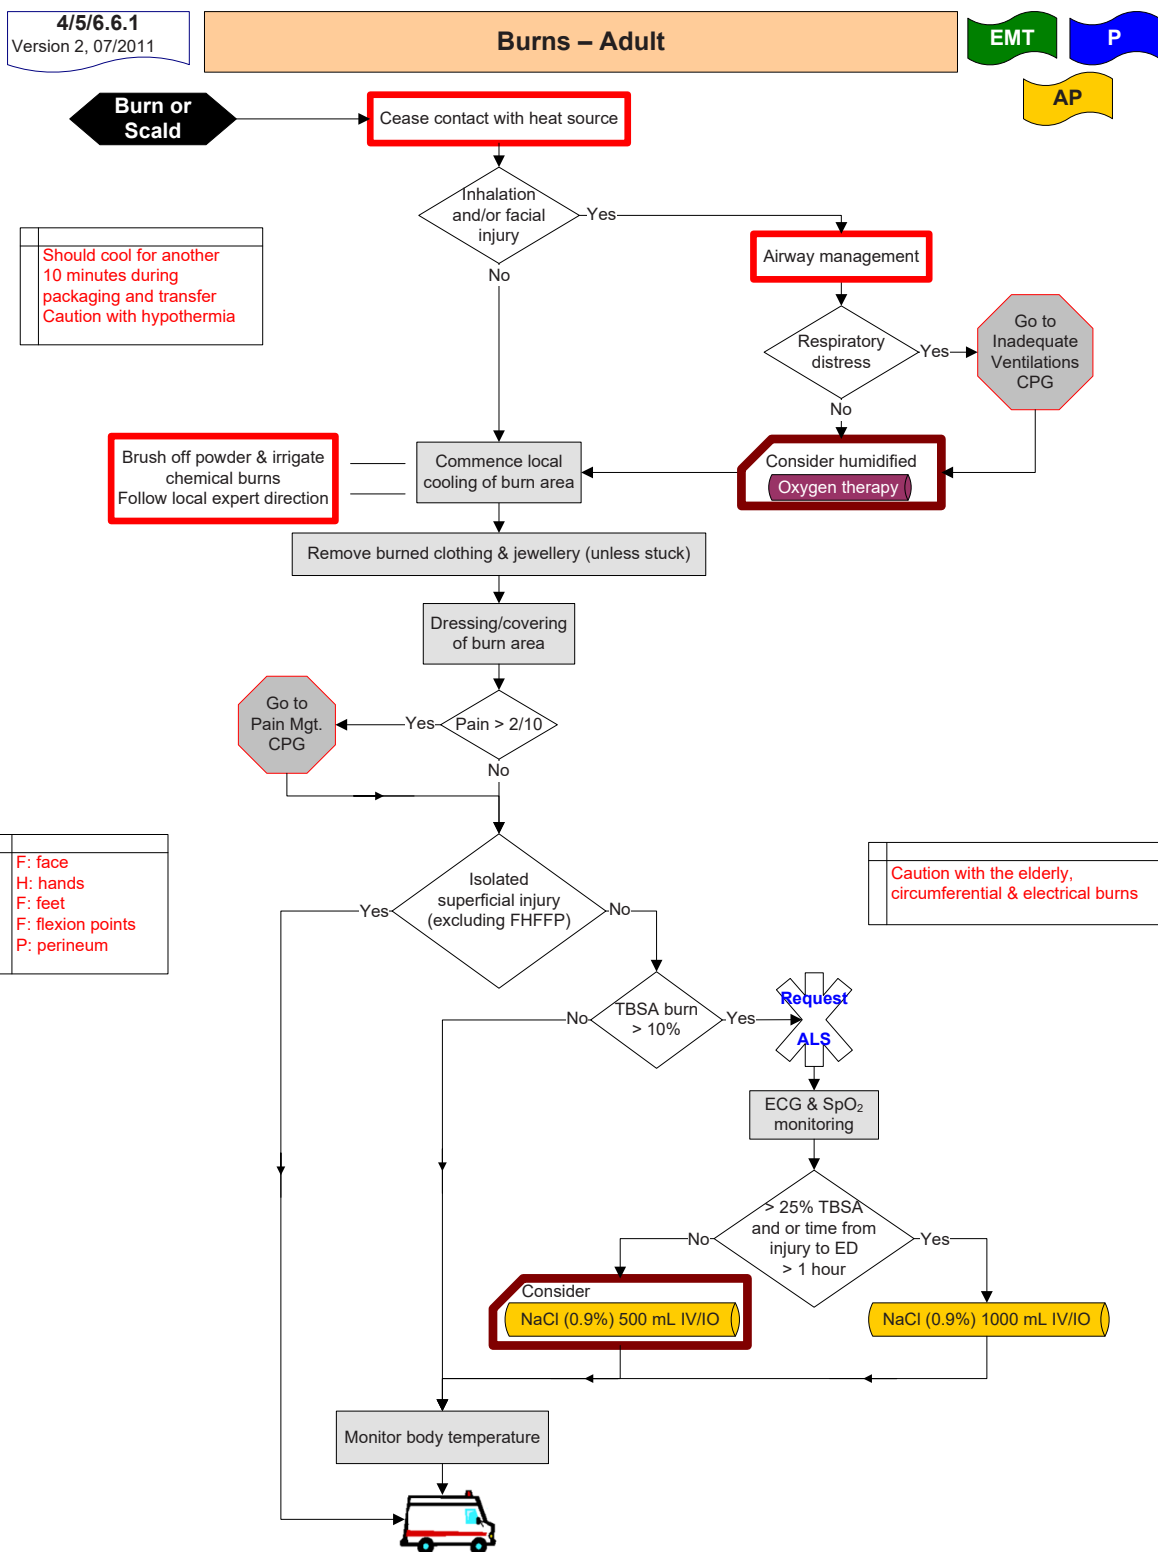 4/5/6.6.1
Version 2, 07/2011
Burns – Adult
EMT
P
AP
Burn or
Scald
Cease contact with heat source
Inhalation
and/or facial
injury
Yes
No
Should cool for another
10 minutes during
packaging and transfer
Caution with hypothermia
Airway management
Respiratory
distress
Yes
No
Go to
Inadequate
Ventilations
CPG
Brush off powder & irrigate
chemical burns
Follow local expert direction
Commence local
cooling of burn area
Consider humidified
Oxygen therapy
Remove burned clothing & jewellery (unless stuck)
Dressing/covering
of burn area
Go to
Pain Mgt.
CPG
Yes
Pain > 2/10
No
F: face
H: hands
F: feet
F: flexion points
P: perineum
Isolated
superficial injury
(excluding FHFFP)
Yes
No
Caution with the elderly,
circumferential & electrical burns
TBSA burn
> 10%
No
Yes
Request
ALS
ECG & SpO₂
monitoring
> 25% TBSA
and or time from
injury to ED
> 1 hour
No
Yes
Consider
NaCl (0.9%) 500 mL IV/IO
NaCl (0.9%) 1000 mL IV/IO
Monitor body temperature